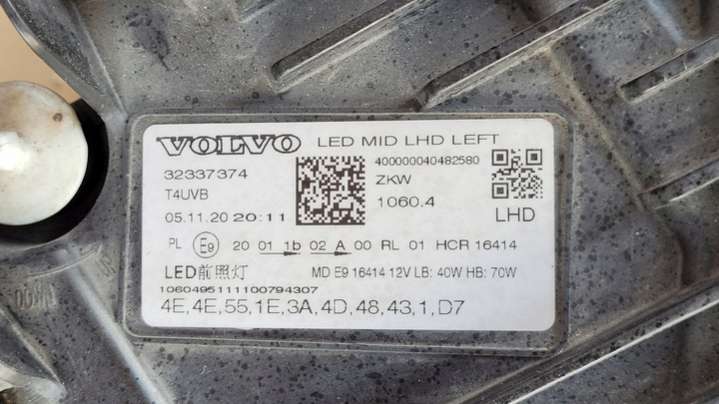 VOLVO LED MID LHD LEFT
32337374
400000040482580
T4UVB
ZKW
05.11.20 20:11
1060.4
LHD
PL E9 20 01 1b 02 A 00 RL 01 HCR 16414
LED前照灯
MD E9 16414 12V LB: 40W HB: 70W
1060495111100794307
4E,4E,55,1E,3A,4D,48,43,1,D7